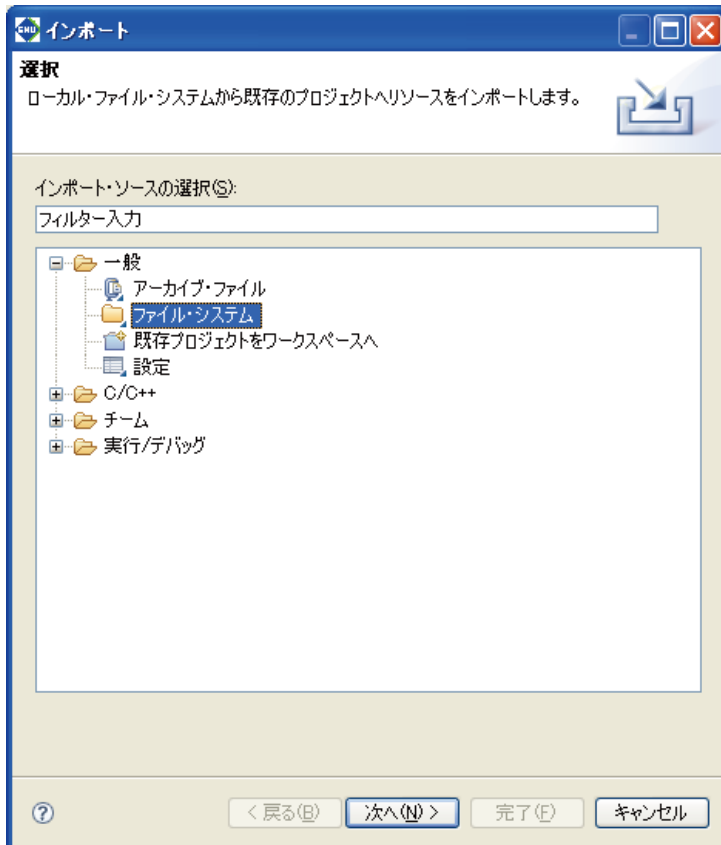 GNU インポート
選択
ローカル・ファイル・システムから既存のプロジェクトへリソースをインポートします。
インポート・ソースの選択(S):
フィルター入力
一般
アーカイブ・ファイル
ファイル・システム
既存プロジェクトをワークスペースへ
設定
C/C++
チーム
実行/デバッグ
? < 戻る(B) 次へ(N) > 完了(F) キャンセル